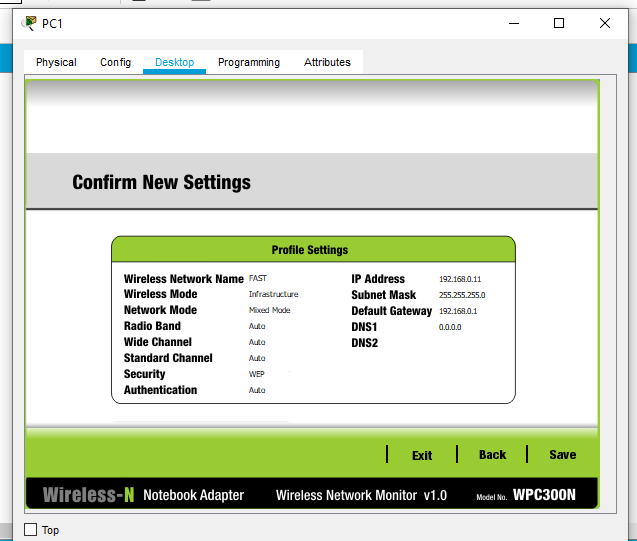 PC1
Physical Config Desktop Programming Attributes
Confirm New Settings
Profile Settings
Wireless Network Name FAST
Wireless Mode Infrastructure
Network Mode Mixed Mode
Radio Band Auto
Wide Channel Auto
Standard Channel Auto
Security WEP
Authentication Auto
IP Address 192.168.0.11
Subnet Mask 255.255.255.0
Default Gateway 192.168.0.1
DNS1 0.0.0.0
DNS2
Exit Back Save
Wireless-N Notebook Adapter Wireless Network Monitor v1.0 Model No. WPC300N
Top